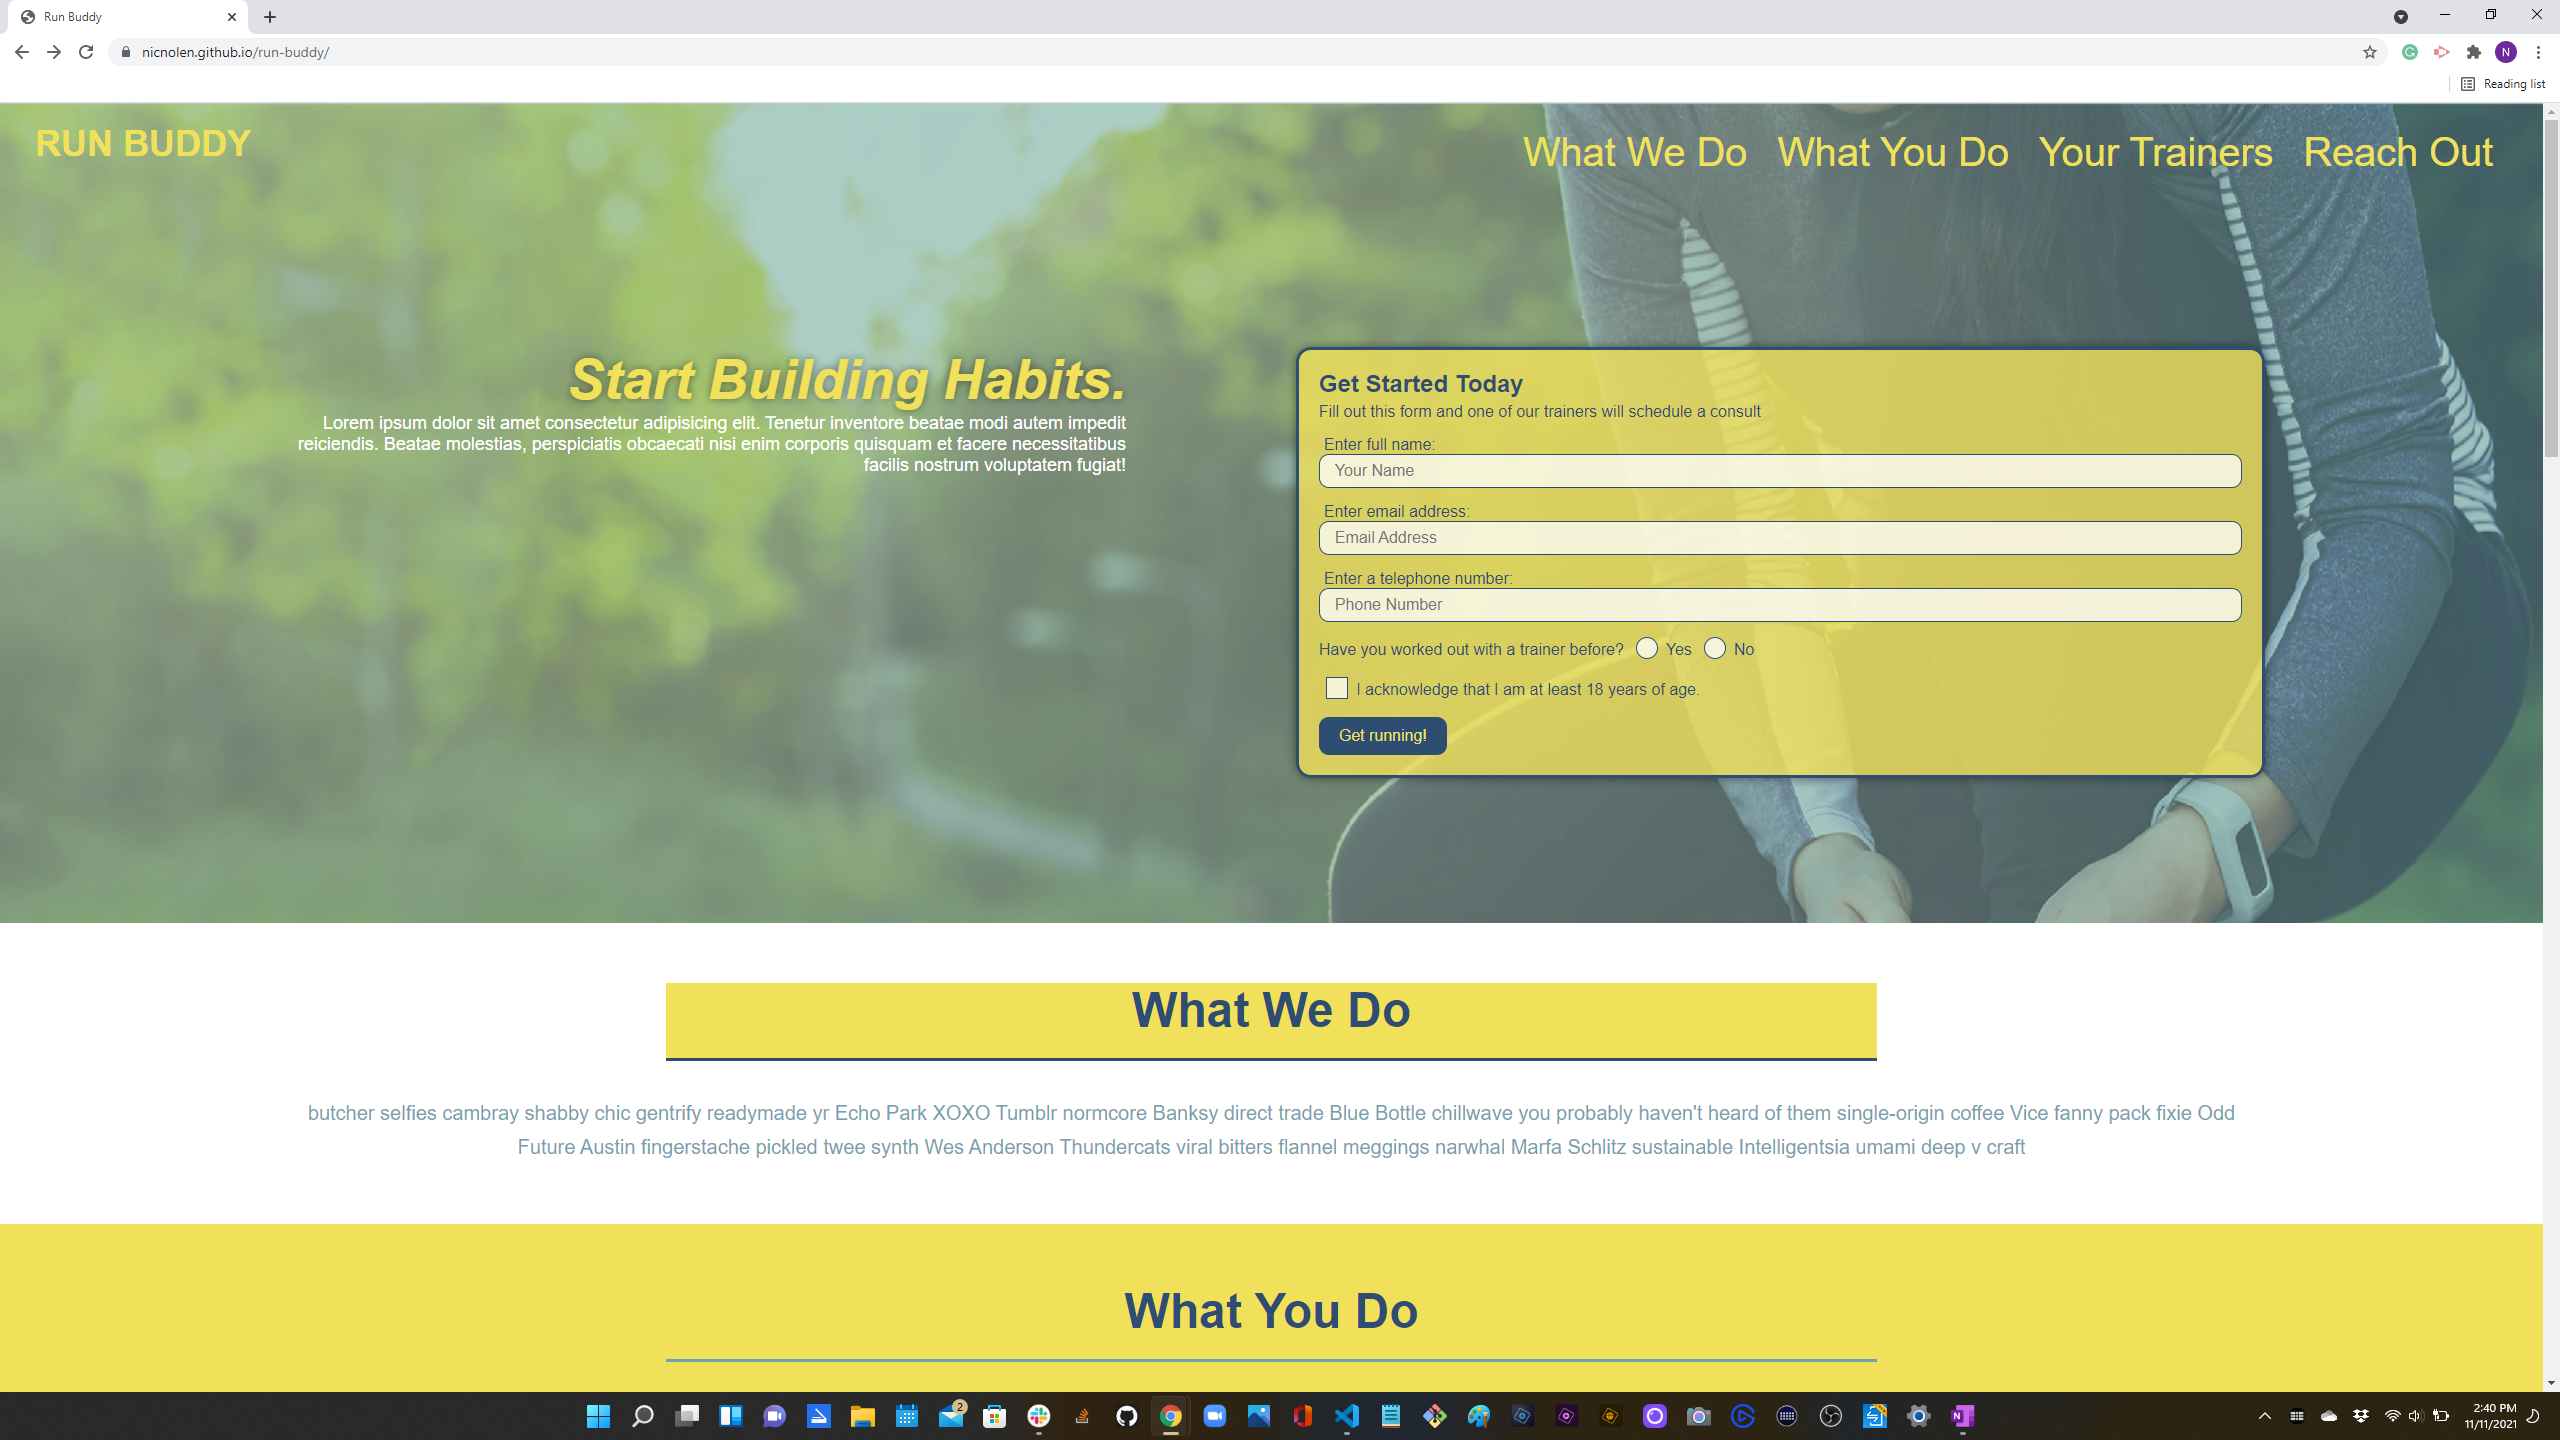 Run Buddy
nicnolen.github.io/run-buddy/
N
Reading list
RUN BUDDY
What We Do What You Do Your Trainers Reach Out
Start Building Habits.
Lorem ipsum dolor sit amet consectetur adipisicing elit. Tenetur inventore beatae modi autem impedit
reiciendis. Beatae molestias, perspiciatis obcaecati nisi enim corporis quisquam et facere necessitatibus
facilis nostrum voluptatem fugiat!
Get Started Today
Fill out this form and one of our trainers will schedule a consult
Enter full name:
Your Name
Enter email address:
Email Address
Enter a telephone number:
Phone Number
Have you worked out with a trainer before? Yes No
I acknowledge that I am at least 18 years of age.
Get running!
What We Do
butcher selfies cambray shabby chic gentrify readymade yr Echo Park XOXO Tumblr normcore Banksy direct trade Blue Bottle chillwave you probably haven't heard of them single-origin coffee Vice fanny pack fixie Odd
Future Austin fingerstache pickled twee synth Wes Anderson Thundercats viral bitters flannel meggings narwhal Marfa Schlitz sustainable Intelligentsia umami deep v craft
What You Do
2
N
2:40 PM
11/11/2021